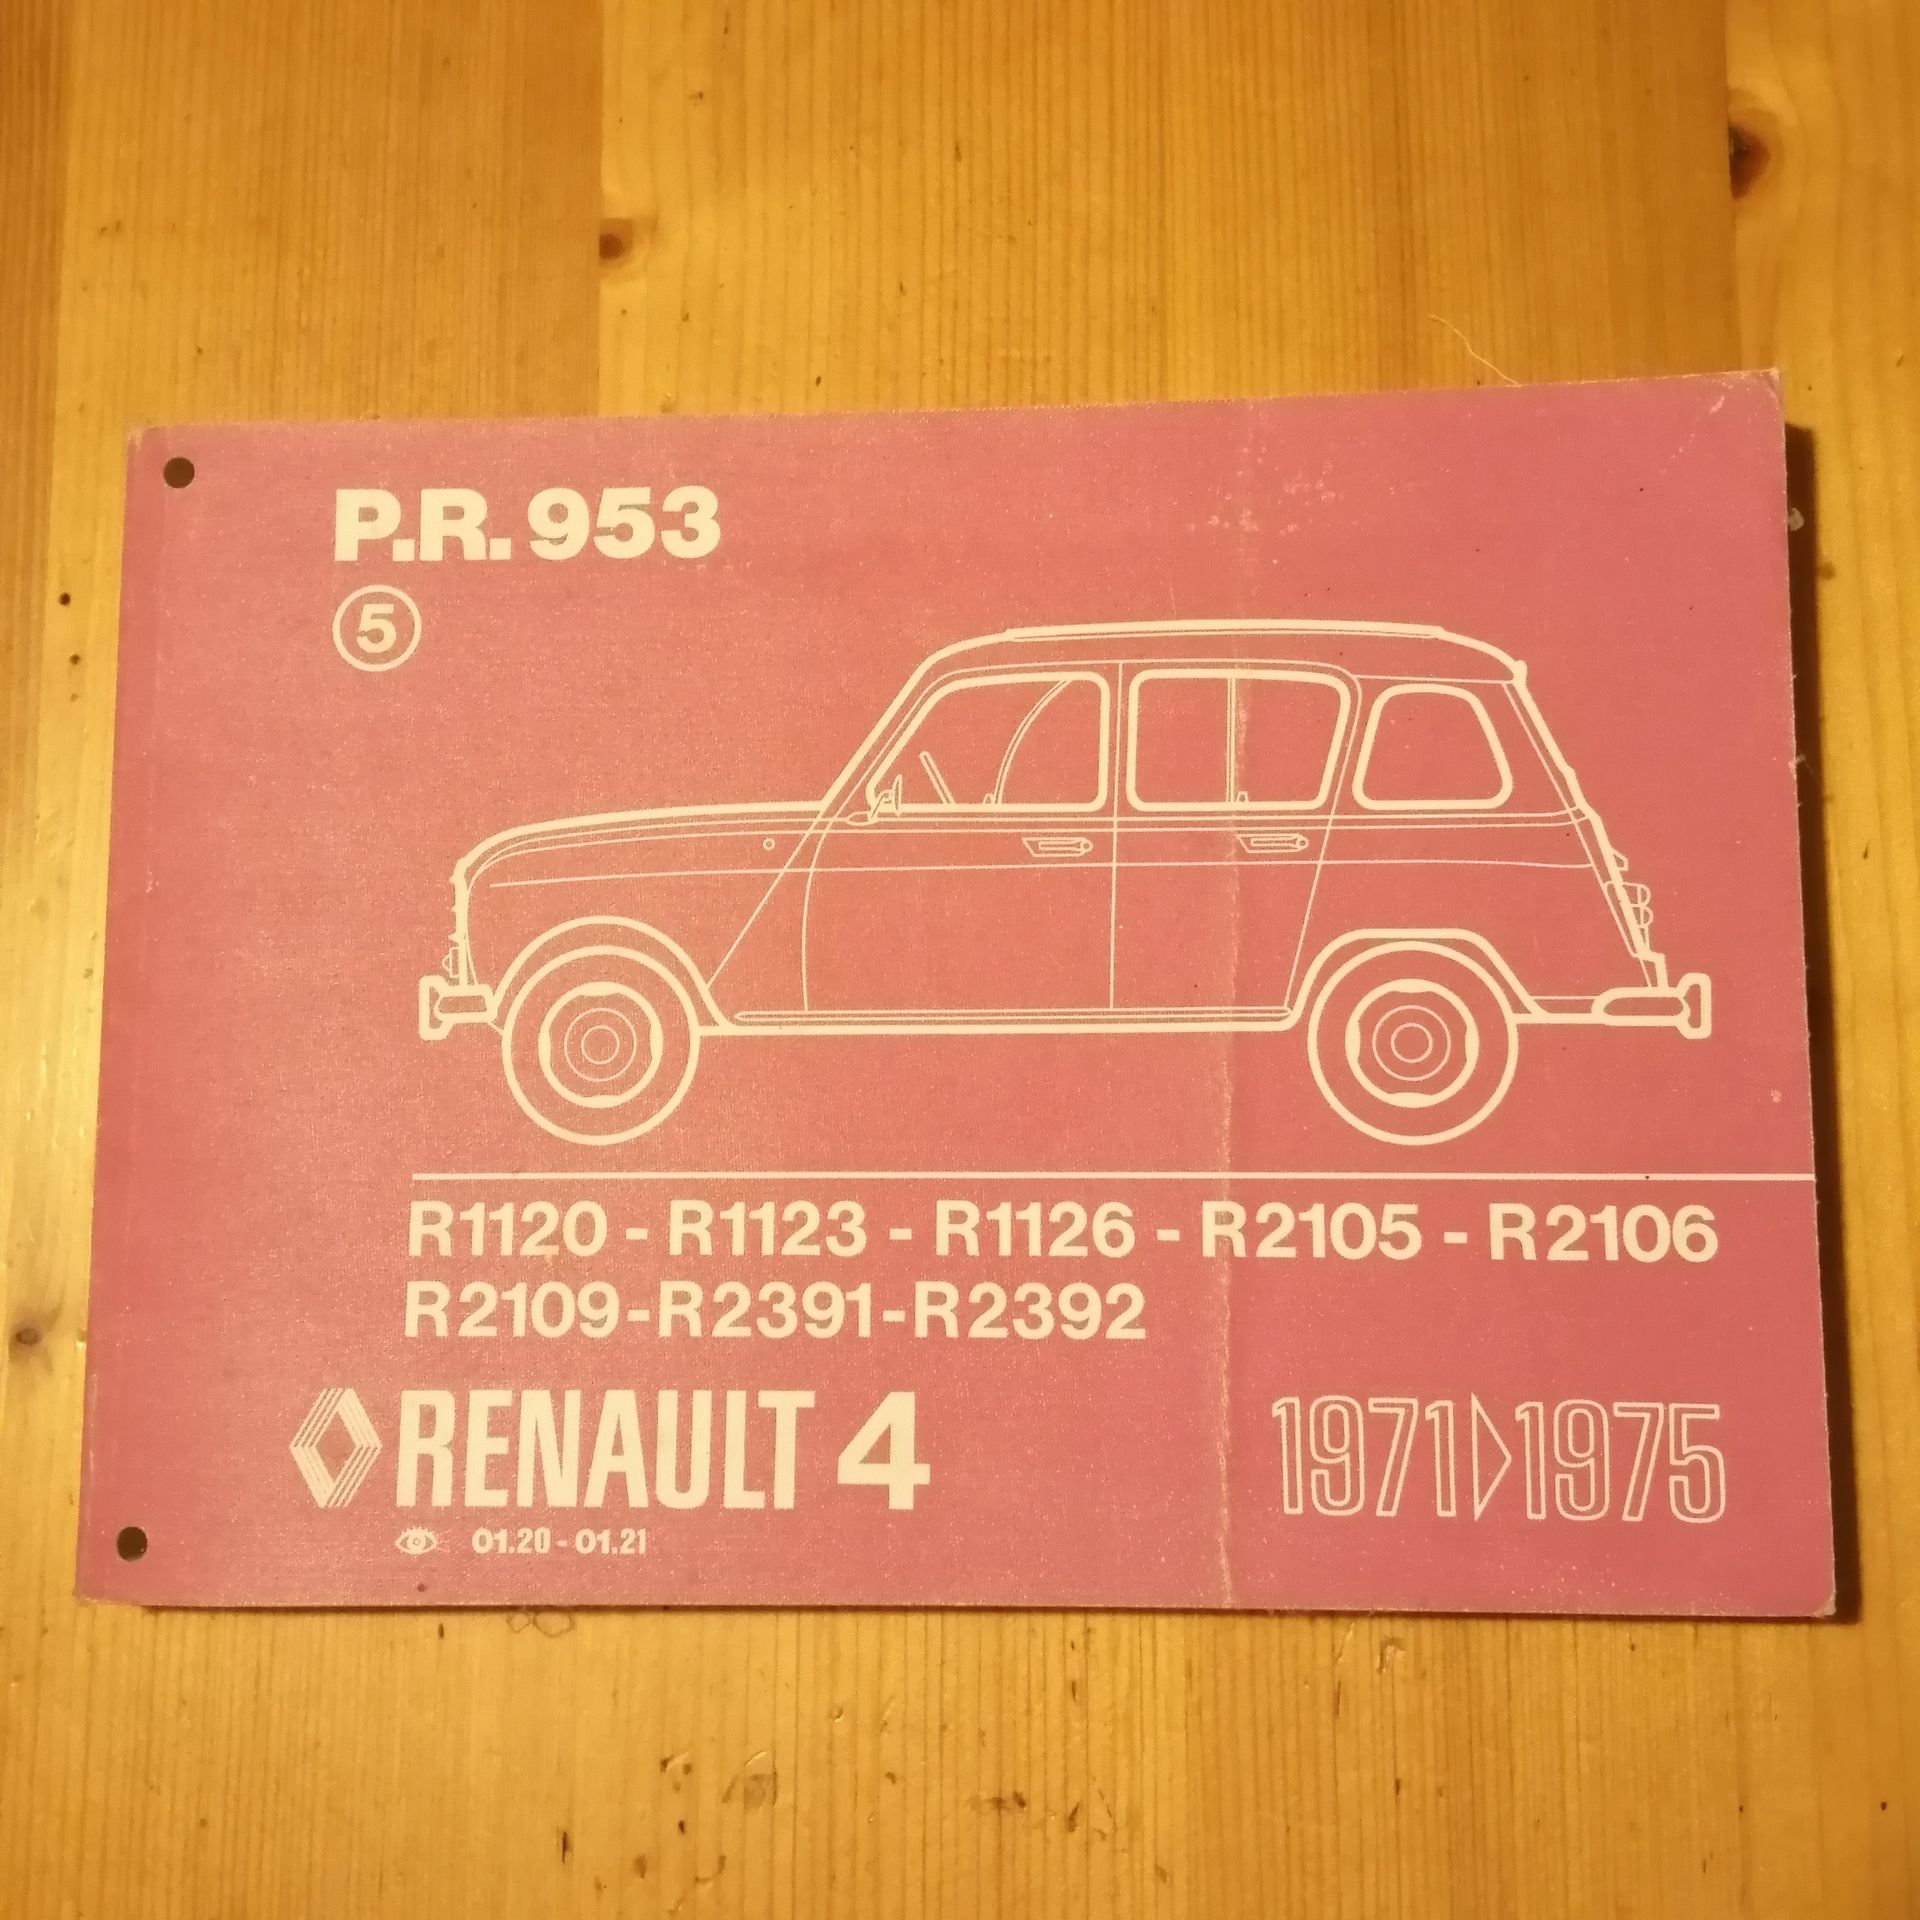 P.R. 953
5
R1120 - R1123 - R1126 - R2105 - R2106
R2109-R2391-R2392
RENAULT 4
1971▷1975
01.20 - 01.21